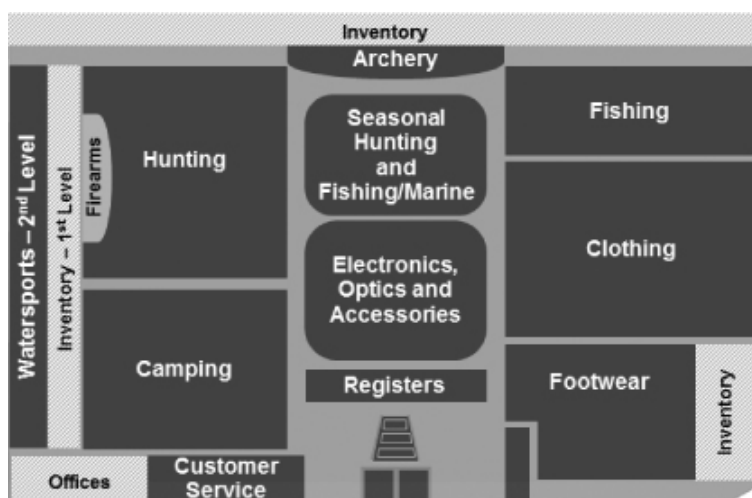 Inventory
Archery
Watersports – 2nd Level
Inventory – 1st Level
Firearms
Hunting
Seasonal
Hunting
and
Fishing/Marine
Fishing
Clothing
Electronics,
Optics and
Accessories
Camping
Registers
Footwear
Inventory
Offices
Customer
Service